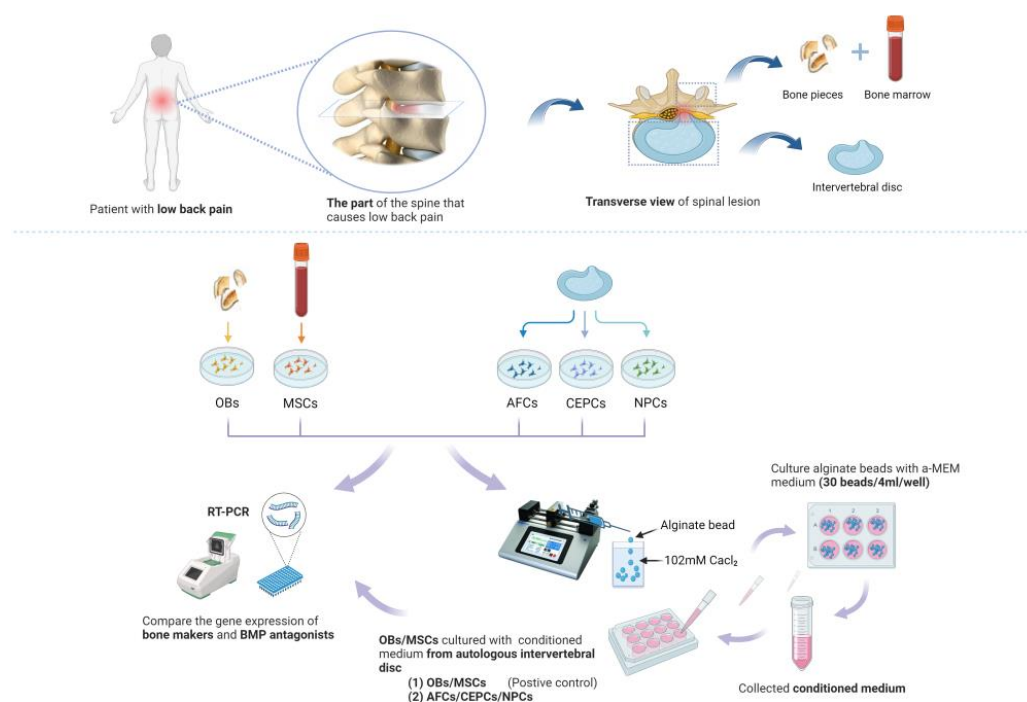 Bone pieces
Bone marrow
Intervertebral disc
Patient with low back pain
The part of the spine that
causes low back pain
Transverse view of spinal lesion
OBs
MSCs
AFCs
CEPCs
NPCs
RT-PCR
Compare the gene expression of
bone makers and BMP antagonists
Alginate bead
102mM Cacl₂
Culture alginate beads with a-MEM
medium (30 beads/4ml/well)
1 2 3
A
B
OBs/MSCs cultured with conditioned
medium from autologous intervertebral
disc
(1) OBs/MSCs (Postive control)
(2) AFCs/CEPCs/NPCs
Collected conditioned medium